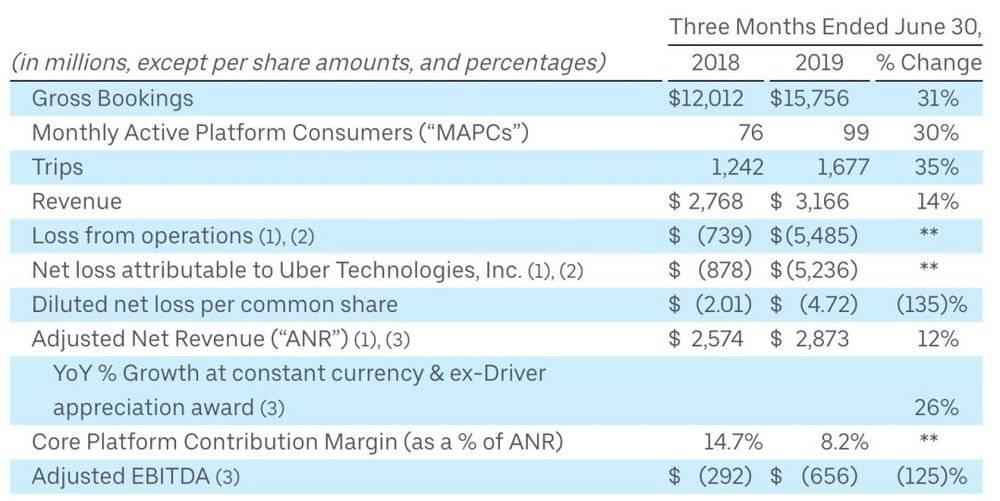 Three Months Ended June 30,
(in millions, except per share amounts, and percentages) 2018 2019 % Change
Gross Bookings $12,012 $15,756 31%
Monthly Active Platform Consumers (“MAPCs”) 76 99 30%
Trips 1,242 1,677 35%
Revenue $ 2,768 $ 3,166 14%
Loss from operations (1), (2) $ (739) $(5,485) **
Net loss attributable to Uber Technologies, Inc. (1), (2) $ (878) $(5,236) **
Diluted net loss per common share $ (2.01) $ (4.72) (135)%
Adjusted Net Revenue (“ANR”) (1), (3) $ 2,574 $ 2,873 12%
YoY % Growth at constant currency & ex-Driver
appreciation award (3) 26%
Core Platform Contribution Margin (as a % of ANR) 14.7% 8.2% **
Adjusted EBITDA (3) $ (292) $ (656) (125)%